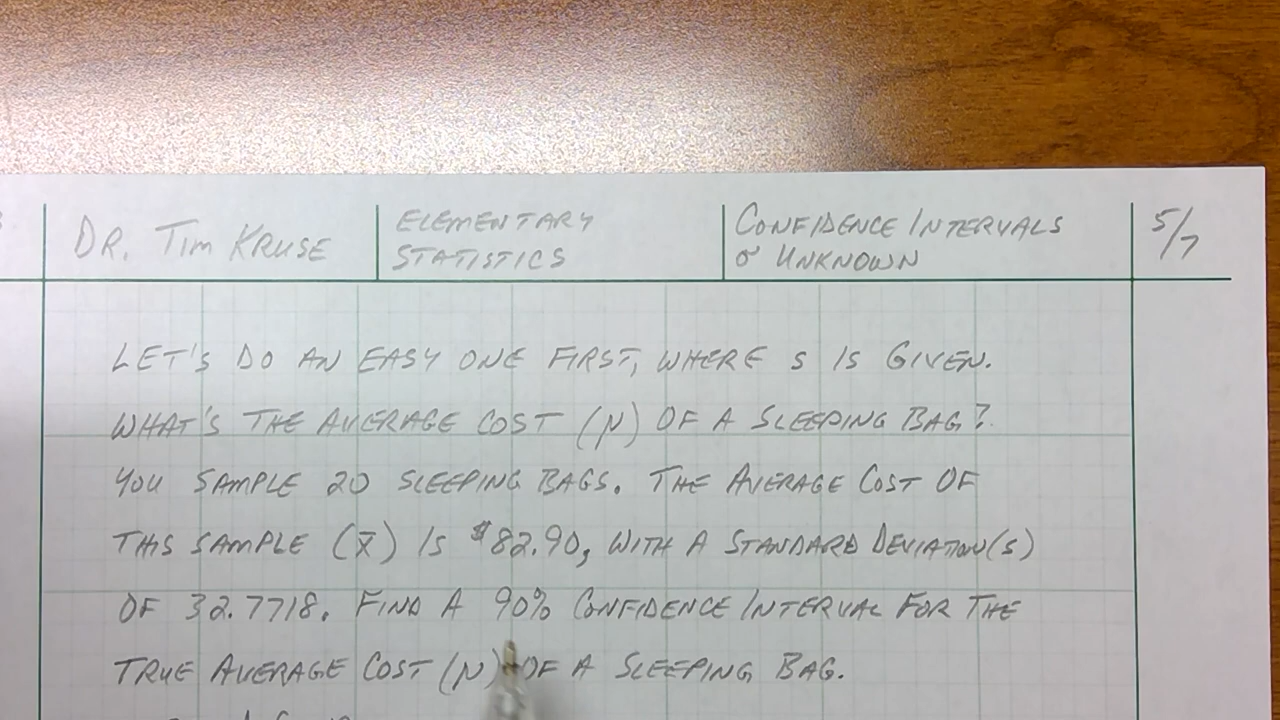 DR. TIM KRUSE
ELEMENTARY
STATISTICS
CONFIDENCE INTERVALS
σ UNKNOWN
5/7
LET'S DO AN EASY ONE FIRST, WHERE S IS GIVEN.
WHAT'S THE AVERAGE COST (μ) OF A SLEEPING BAG?
YOU SAMPLE 20 SLEEPING BAGS. THE AVERAGE COST OF
THIS SAMPLE (x̄) IS $82.90, WITH A STANDARD DEVIATION (S)
OF 32.7718. FIND A 90% CONFIDENCE INTERVAL FOR THE
TRUE AVERAGE COST (μ) OF A SLEEPING BAG.